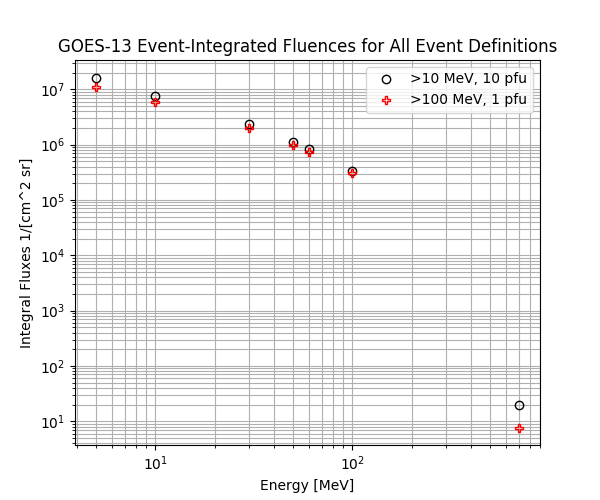 GOES-13 Event-Integrated Fluences for All Event Definitions
>10 MeV, 10 pfu
>100 MeV, 1 pfu
Integral Fluxes 1/[cm^2 sr]
10^7
10^6
10^5
10^4
10^3
10^2
10^1
10^1 10^2
Energy [MeV]